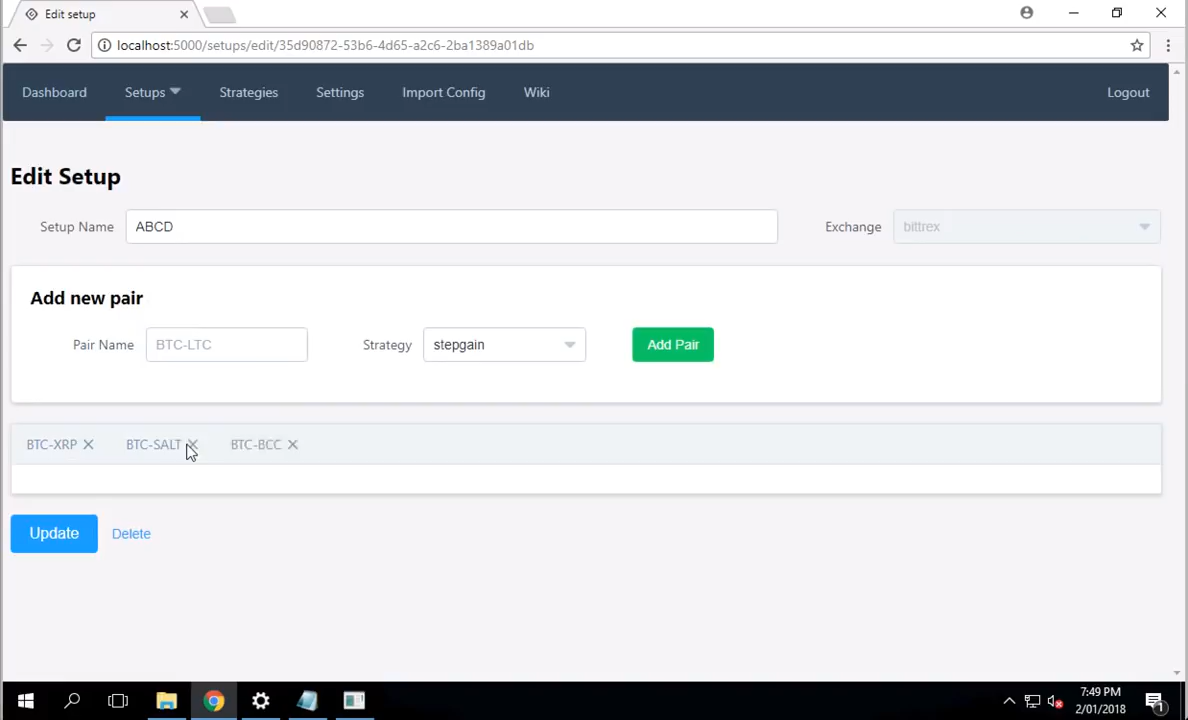 Edit setup
localhost:5000/setups/edit/35d90872-53b6-4d65-a2c6-2ba1389a01db
Dashboard Setups Strategies Settings Import Config Wiki Logout
Edit Setup
Setup Name ABCD Exchange bittrex
Add new pair
Pair Name BTC-LTC Strategy stepgain Add Pair
BTC-XRP BTC-SALT BTC-BCC
Update Delete
7:49 PM
2/01/2018
1